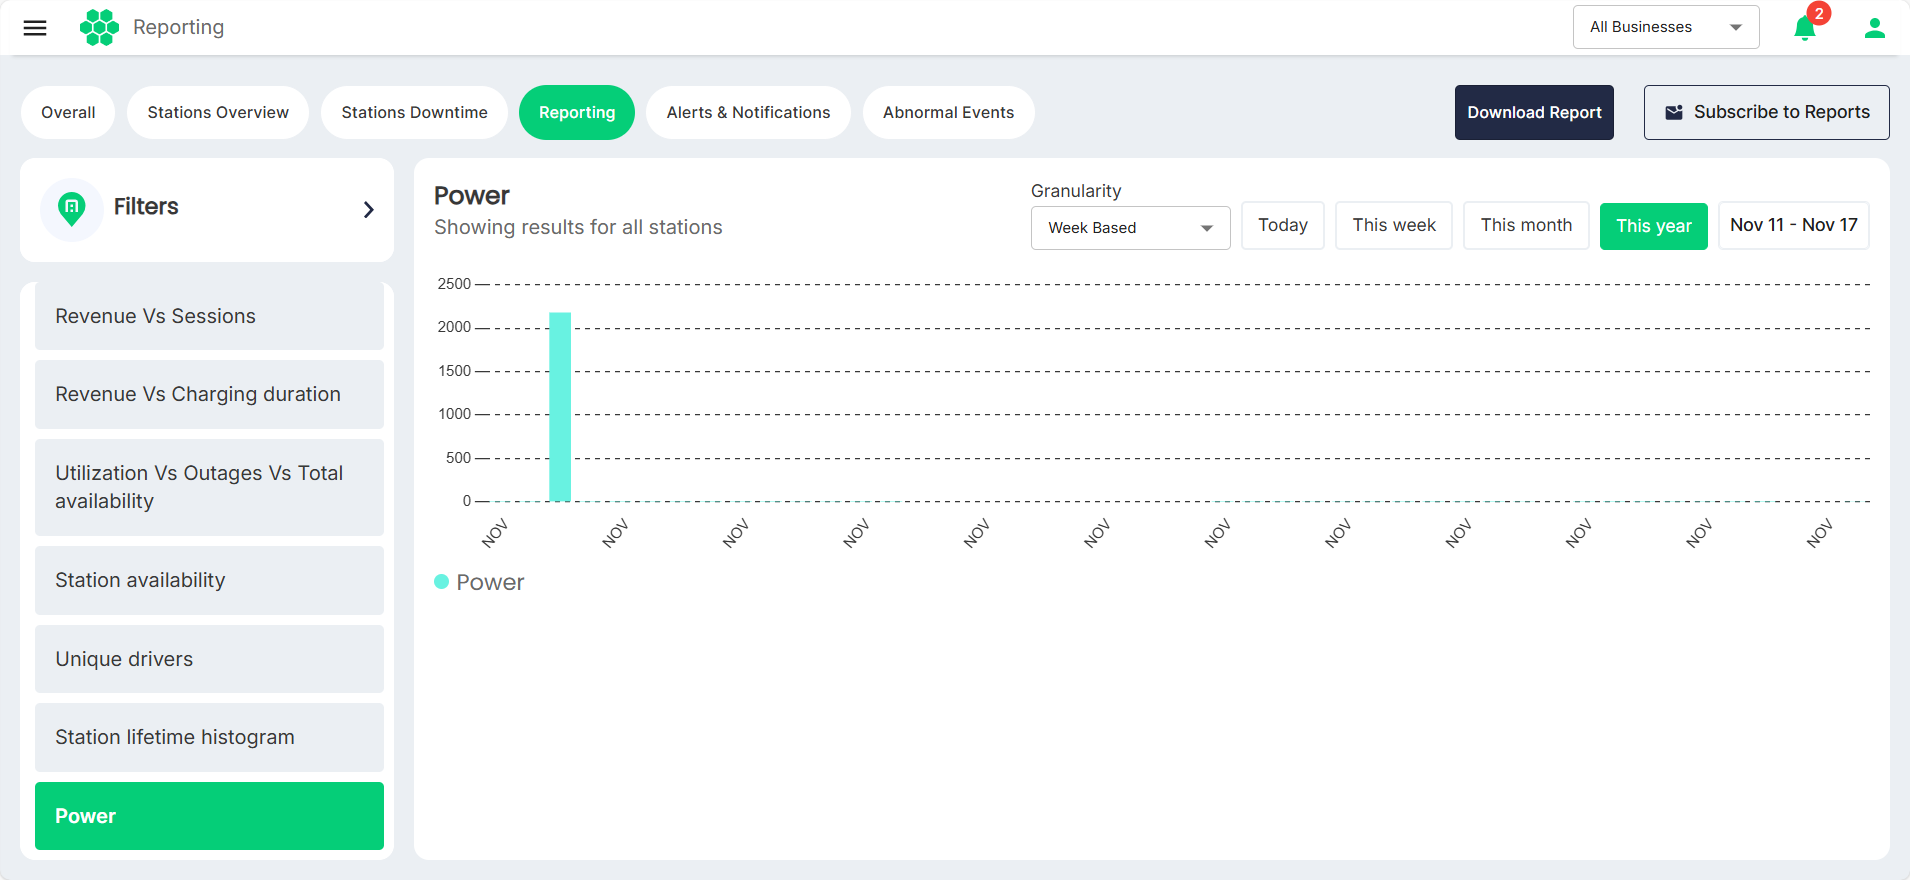 Reporting
All Businesses
2
Overall
Stations Overview
Stations Downtime
Reporting
Alerts & Notifications
Abnormal Events
Download Report
Subscribe to Reports
Filters
Revenue Vs Sessions
Revenue Vs Charging duration
Utilization Vs Outages Vs Total
availability
Station availability
Unique drivers
Station lifetime histogram
Power
Power
Showing results for all stations
Granularity
Week Based
Today
This week
This month
This year
Nov 11 - Nov 17
2500
2000
1500
1000
500
0
NOV
NOV
NOV
NOV
NOV
NOV
NOV
NOV
NOV
NOV
NOV
NOV
Power